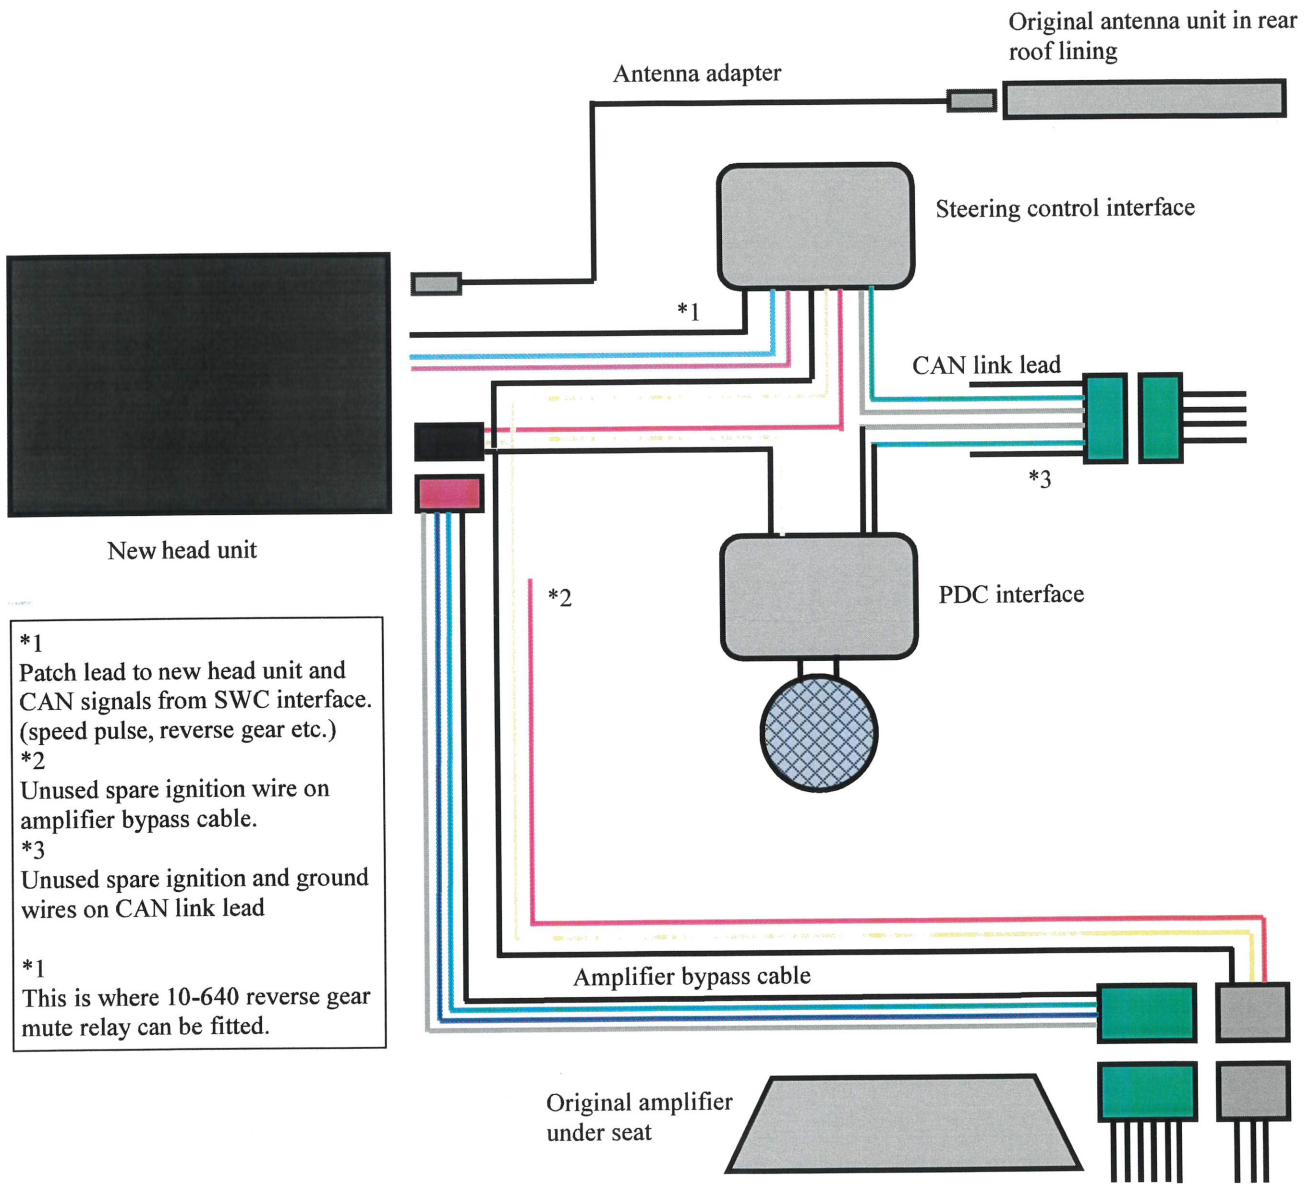 Original antenna unit in rear
roof lining
Antenna adapter
Steering control interface
*1
CAN link lead
*3
New head unit
*2
PDC interface
*1
Patch lead to new head unit and
CAN signals from SWC interface.
(speed pulse, reverse gear etc.)
*2
Unused spare ignition wire on
amplifier bypass cable.
*3
Unused spare ignition and ground
wires on CAN link lead
*1
This is where 10-640 reverse gear
mute relay can be fitted.
Amplifier bypass cable
Original amplifier
under seat